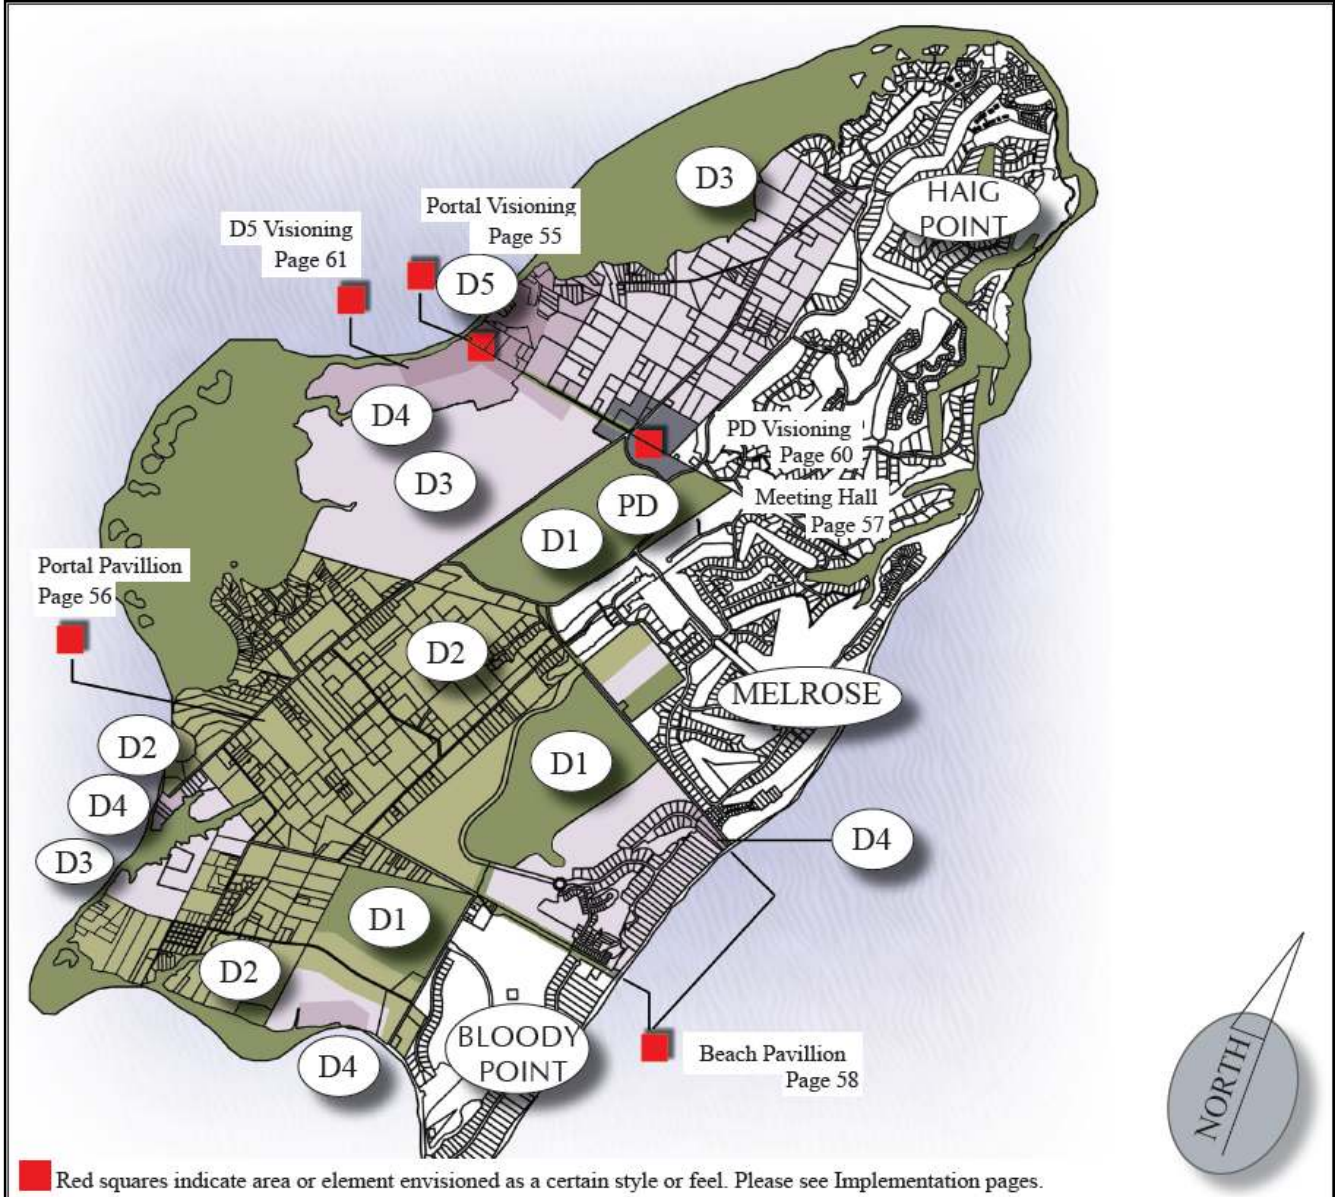 D3
HAIG
POINT
Portal Visioning
Page 55
D5 Visioning
Page 61
D5
D4
D3
PD Visioning
Page 60
Meeting Hall
Page 57
PD
D1
Portal Pavillion
Page 56
D2
MELROSE
D2
D1
D4
D4
D3
D1
D2
BLOODY
POINT
D4
Beach Pavillion
Page 58
NORTH
Red squares indicate area or element envisioned as a certain style or feel. Please see Implementation pages.